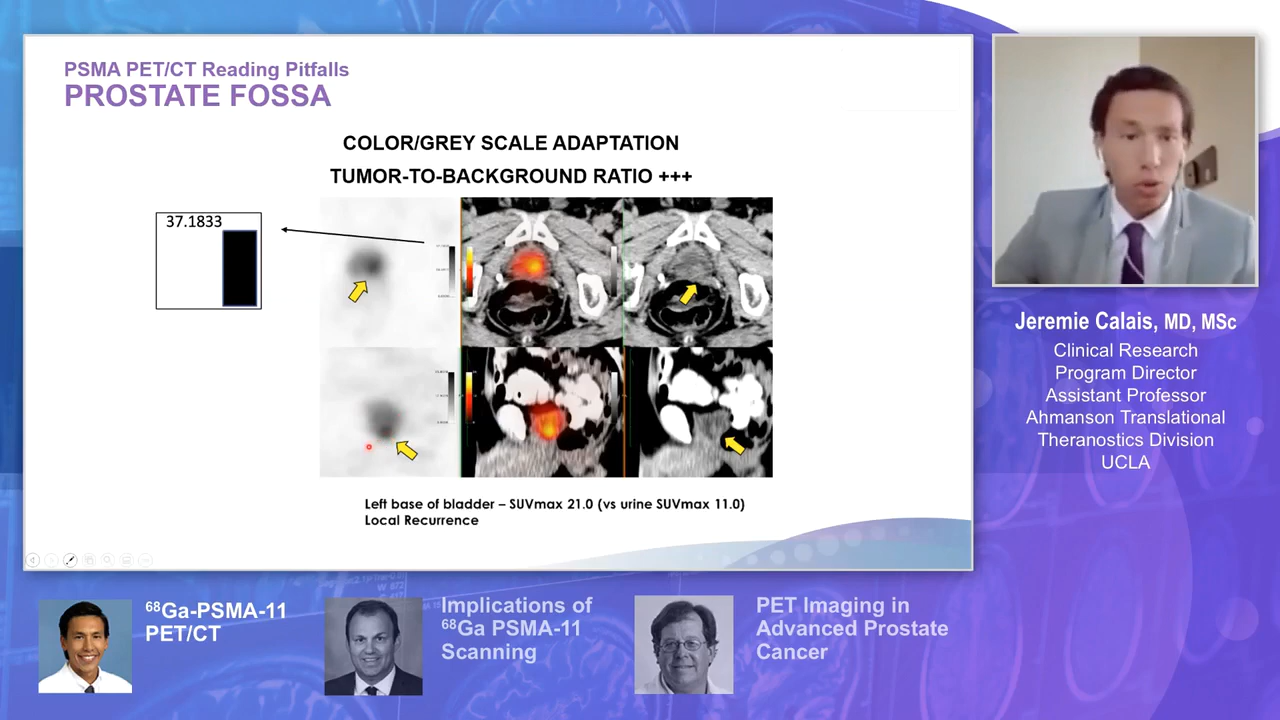 PSMA PET/CT Reading Pitfalls
PROSTATE FOSSA
COLOR/GREY SCALE ADAPTATION
TUMOR-TO-BACKGROUND RATIO +++
37.1833
Left base of bladder – SUVmax 21.0 (vs urine SUVmax 11.0)
Local Recurrence
Jeremie Calais, MD, MSc
Clinical Research
Program Director
Assistant Professor
Ahmanson Translational
Theranostics Division
UCLA
68Ga-PSMA-11
PET/CT
Implications of
68Ga PSMA-11
Scanning
PET Imaging in
Advanced Prostate
Cancer